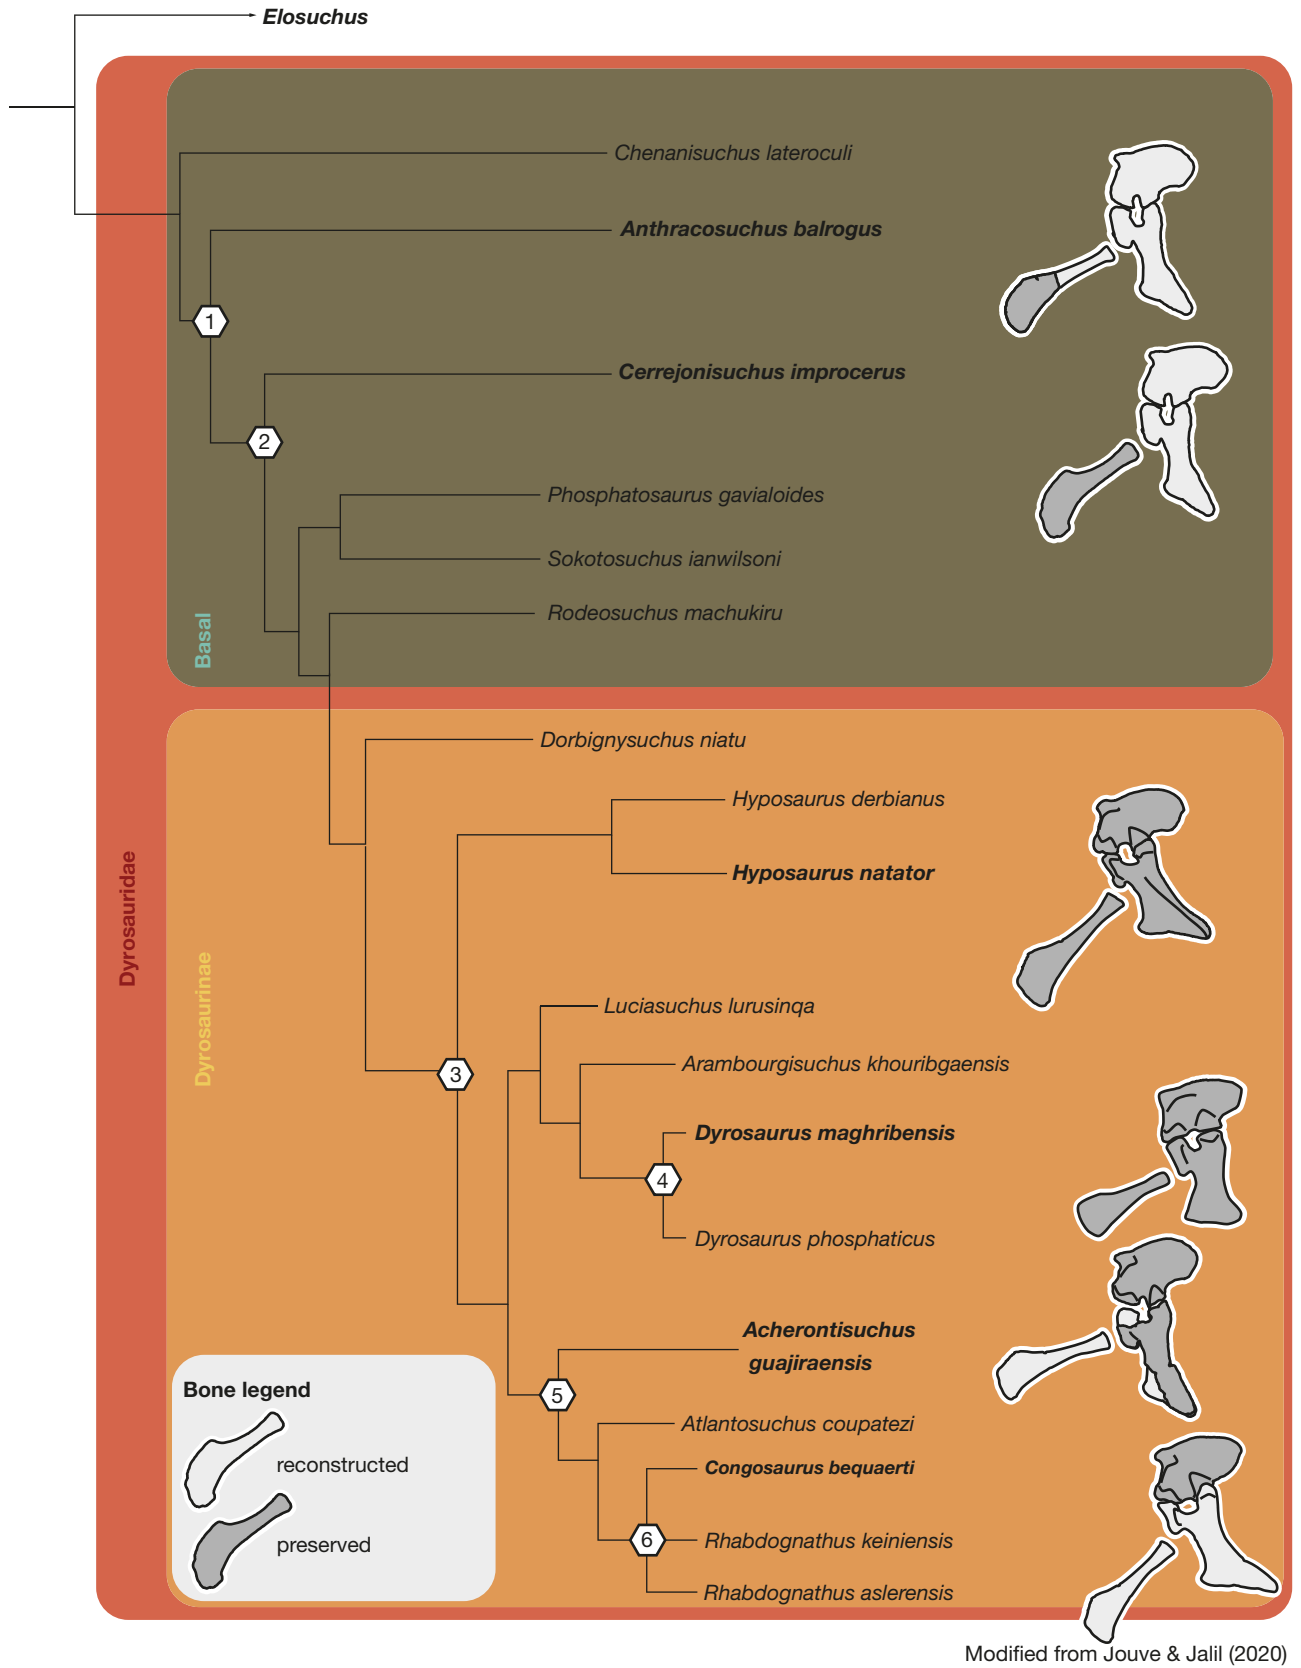 Elosuchus
Chenanisuchus lateroculi
Anthracosuchus balrogus
1
Cerrejonisuchus improcerus
2
Phosphatosaurus gavialoides
Sokotosuchus ianwilsoni
Rodeosuchus machukiru
Basal
Dorbignysuchus niatu
Hyposaurus derbianus
Hyposaurus natator
Dyrosauridae
Dyrosaurinae
Luciasuchus lurusinqa
Arambourgisuchus khouribgaensis
3
Dyrosaurus maghribensis
4
Dyrosaurus phosphaticus
Acherontisuchus
guajiraensis
5
Atlantosuchus coupatezi
Congosaurus bequaerti
6
Rhabdognathus keiniensis
Rhabdognathus aslerensis
Bone legend
reconstructed
preserved
Modified from Jouve & Jalil (2020)